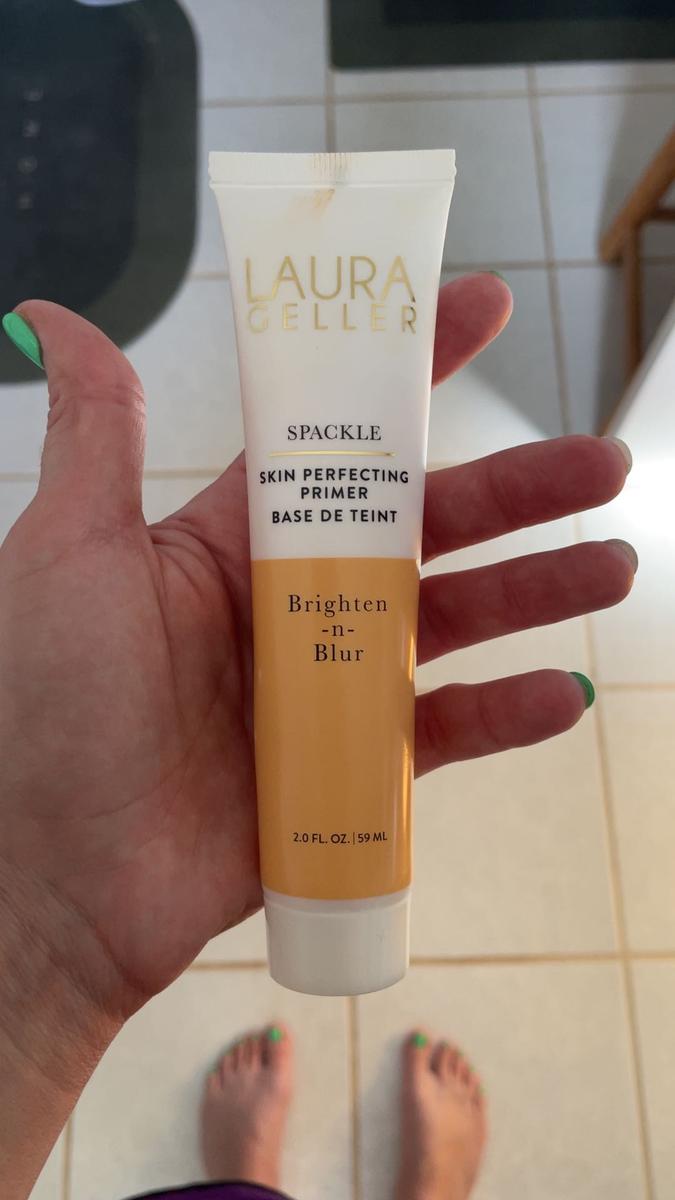 LAURA
GELLER
SPACKLE
SKIN PERFECTING
PRIMER
BASE DE TEINT
Brighten
-n-
Blur
2.0 FL. OZ. | 59 ML